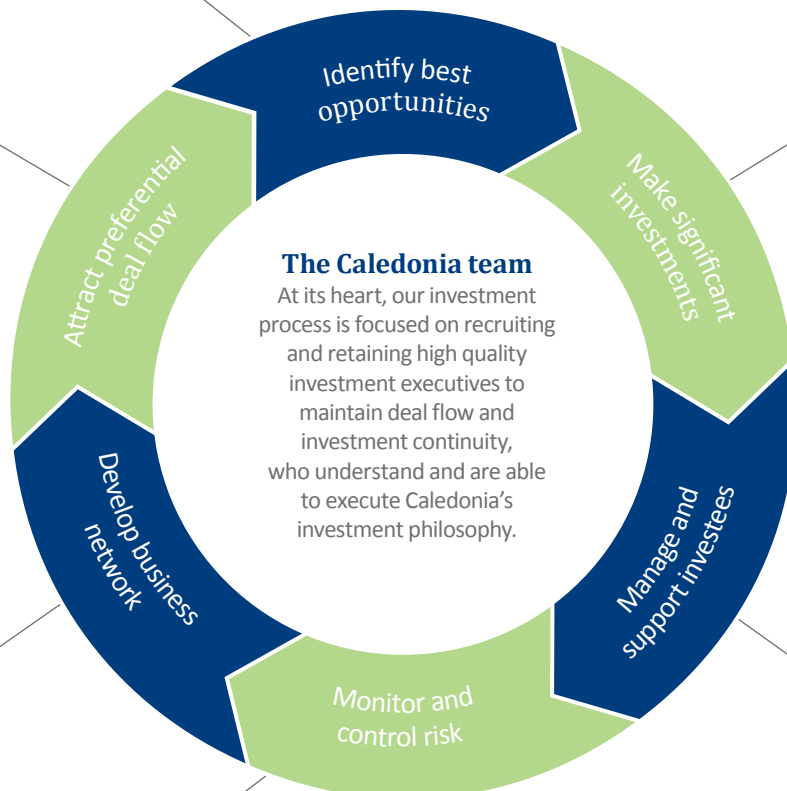 Identify best
opportunities
Make significant
investments
Manage and
support investees
Monitor and
control risk
Develop business
network
Attract preferential
deal flow
The Caledonia team
At its heart, our investment
process is focused on recruiting
and retaining high quality
investment executives to
maintain deal flow and
investment continuity,
who understand and are able
to execute Caledonia’s
investment philosophy.